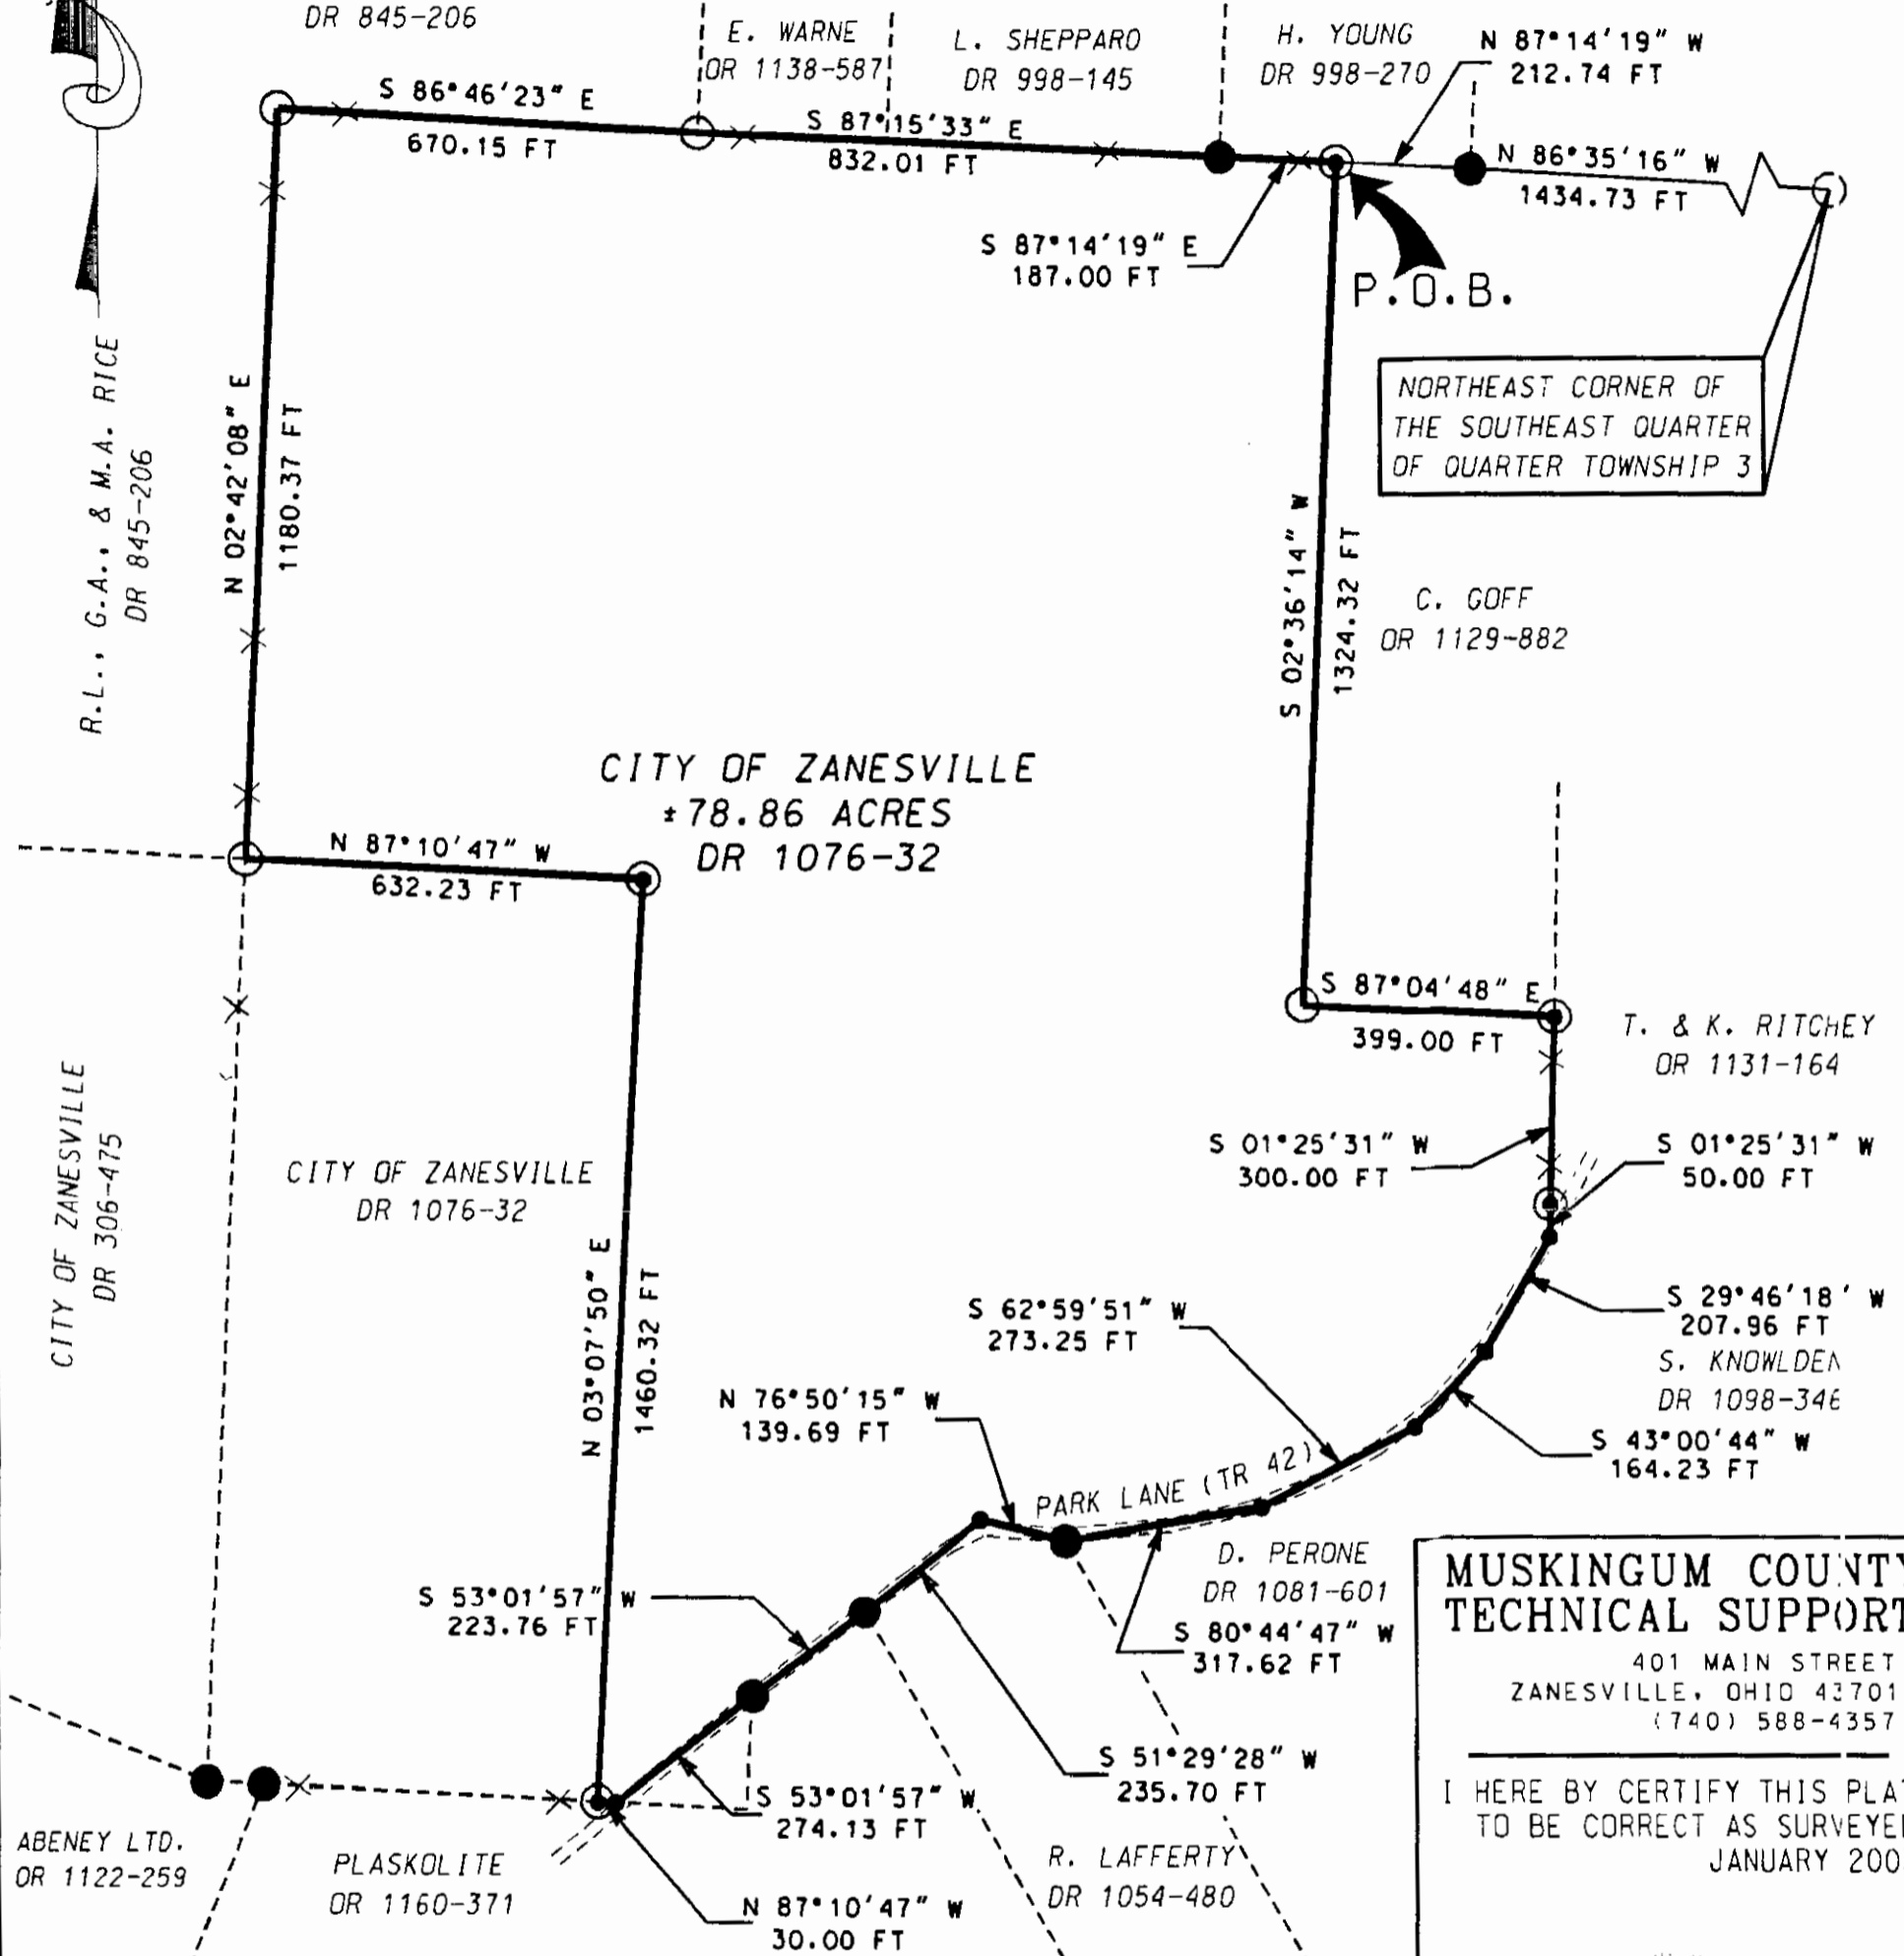 DR 845-206
E. WARNE
OR 1138-587
L. SHEPPARD
DR 998-145
H. YOUNG
DR 998-270
N 87°14'19" W
212.74 FT
S 86°46'23" E
670.15 FT
S 87°15'33" E
832.01 FT
N 86°35'16" W
1434.73 FT
S 87°14'19" E
187.00 FT
P.O.B.
NORTHEAST CORNER OF
THE SOUTHEAST QUARTER
OF QUARTER TOWNSHIP 3
R.L., G.A., & M.A. RICE
DR 845-206
N 02°42'08" E
1180.37 FT
S 02°36'14" W
1324.32 FT
C. GOFF
OR 1129-882
CITY OF ZANESVILLE
±78.86 ACRES
DR 1076-32
N 87°10'47" W
632.23 FT
S 87°04'48" E
399.00 FT
T. & K. RITCHEY
OR 1131-164
CITY OF ZANESVILLE
DR 306-475
CITY OF ZANESVILLE
DR 1076-32
S 01°25'31" W
300.00 FT
S 01°25'31" W
50.00 FT
N 03°07'50" E
1460.32 FT
S 62°59'51" W
273.25 FT
S 29°46'18' W
207.96 FT
S. KNOWLDEN
DR 1098-346
N 76°50'15" W
139.69 FT
S 43°00'44" W
164.23 FT
PARK LANE (TR 42)
D. PERONE
DR 1081-601
S 80°44'47" W
317.62 FT
S 53°01'57" W
223.76 FT
MUSKINGUM COUNTY
TECHNICAL SUPPORT
401 MAIN STREET
ZANESVILLE, OHIO 43701
(740) 588-4357
S 51°29'28" W
235.70 FT
S 53°01'57" W
274.13 FT
I HERE BY CERTIFY THIS PLA
TO BE CORRECT AS SURVEYE
JANUARY 200
ABENEY LTD.
OR 1122-259
PLASKOLITE
OR 1160-371
R. LAFFERTY
DR 1054-480
N 87°10'47" W
30.00 FT